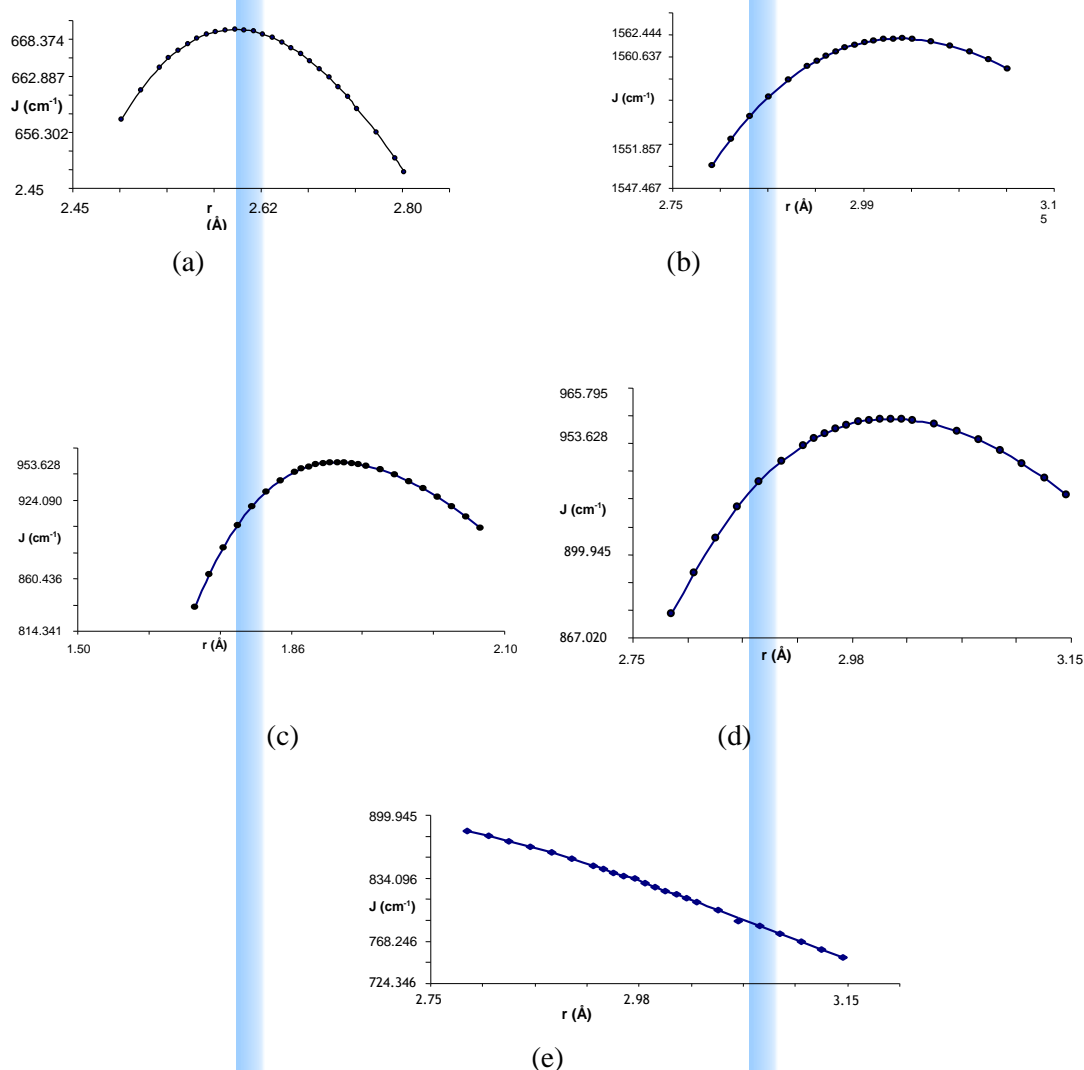 668.374
662.887
J (cm⁻¹)
656.302
2.45
2.45
r
(Å)
2.62
2.80
(a)
1562.444
1560.637
J (cm⁻¹)
1551.857
1547.467
2.75
r (Å)
2.99
3.1
5
(b)
953.628
924.090
J (cm⁻¹)
860.436
814.341
1.50
r (Å)
1.86
2.10
(c)
965.795
953.628
J (cm⁻¹)
899.945
867.020
2.75
r (Å)
2.98
3.15
(d)
899.945
834.096
J (cm⁻¹)
768.246
724.346
2.75
2.98
3.15
r (Å)
(e)